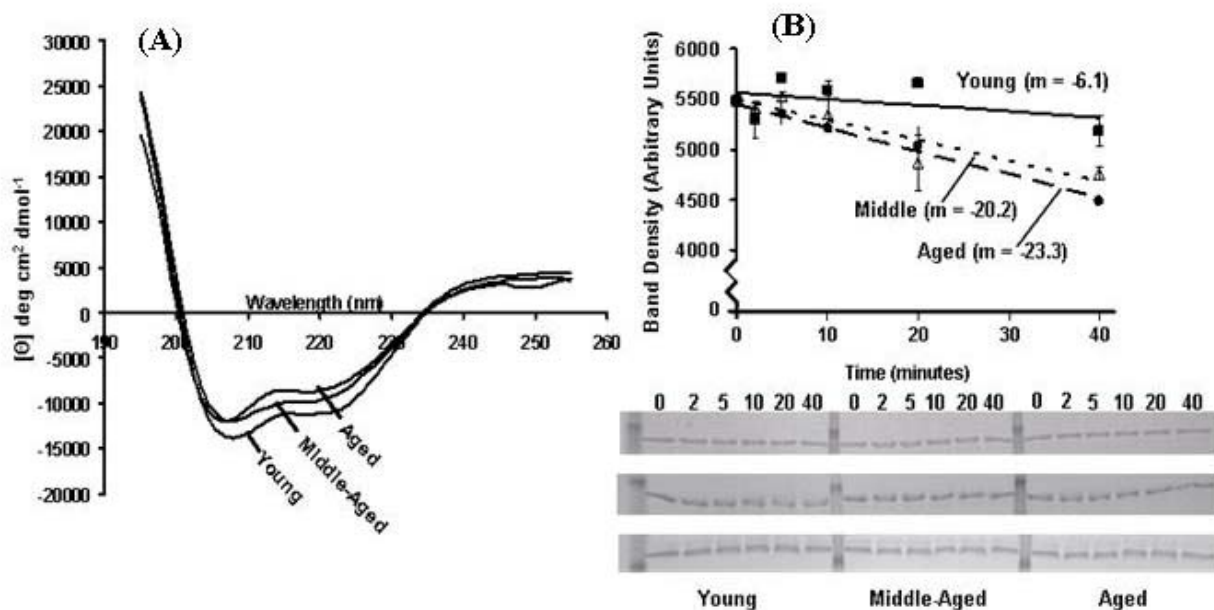 (A)
30000
25000
20000
15000
10000
5000
0
-5000
-10000
-15000
-20000
[Θ] deg cm² dmol⁻¹
Wavelength (nm)
190 200 210 220 230 240 250 260
Aged
Middle-Aged
Young
(B)
6000
5500
5000
4500
4000
0
Band Density (Arbitrary Units)
Young (m = -6.1)
Middle (m = -20.2)
Aged (m = -23.3)
0 10 20 30 40
Time (minutes)
0 2 5 10 20 40 0 2 5 10 20 40 0 2 5 10 20 40
Young Middle-Aged Aged